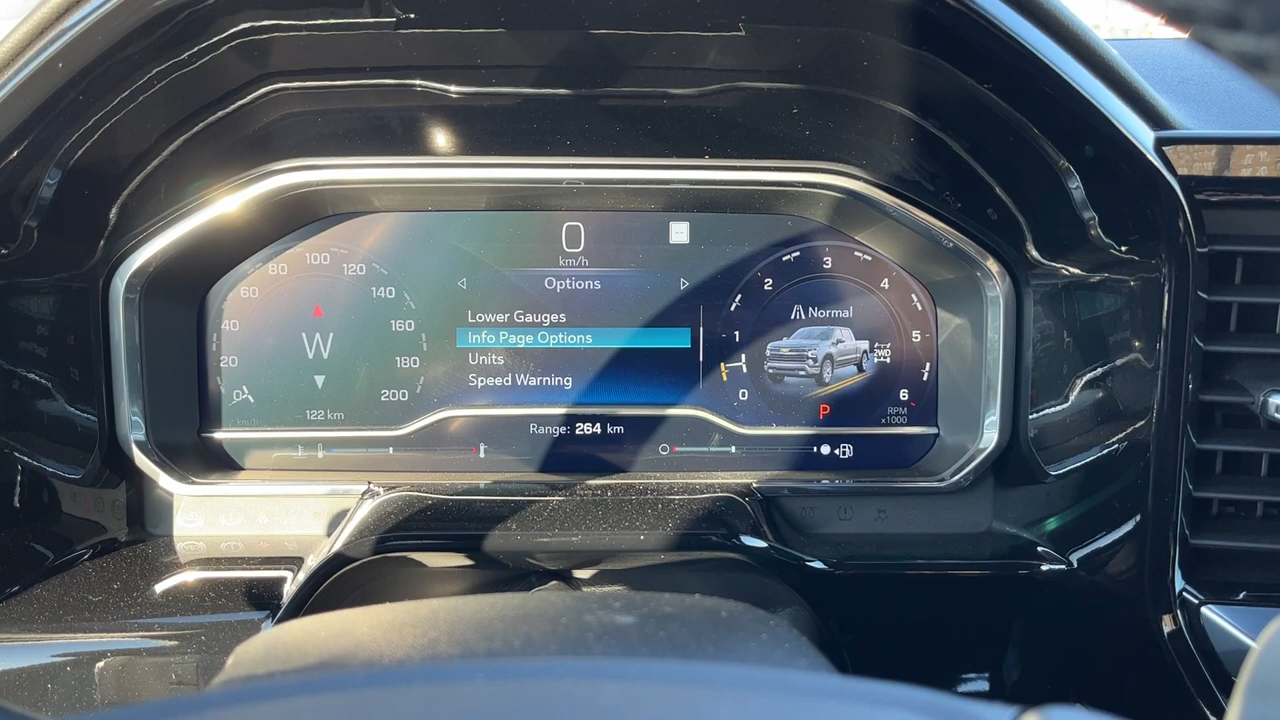 0
km/h
Options
Lower Gauges
Info Page Options
Units
Speed Warning
0
20
40
60
80
100
120
140
160
180
200
W
122 km
Range: 264 km
0
1
2
3
4
5
6
Normal
2WD
P
RPM
x1000